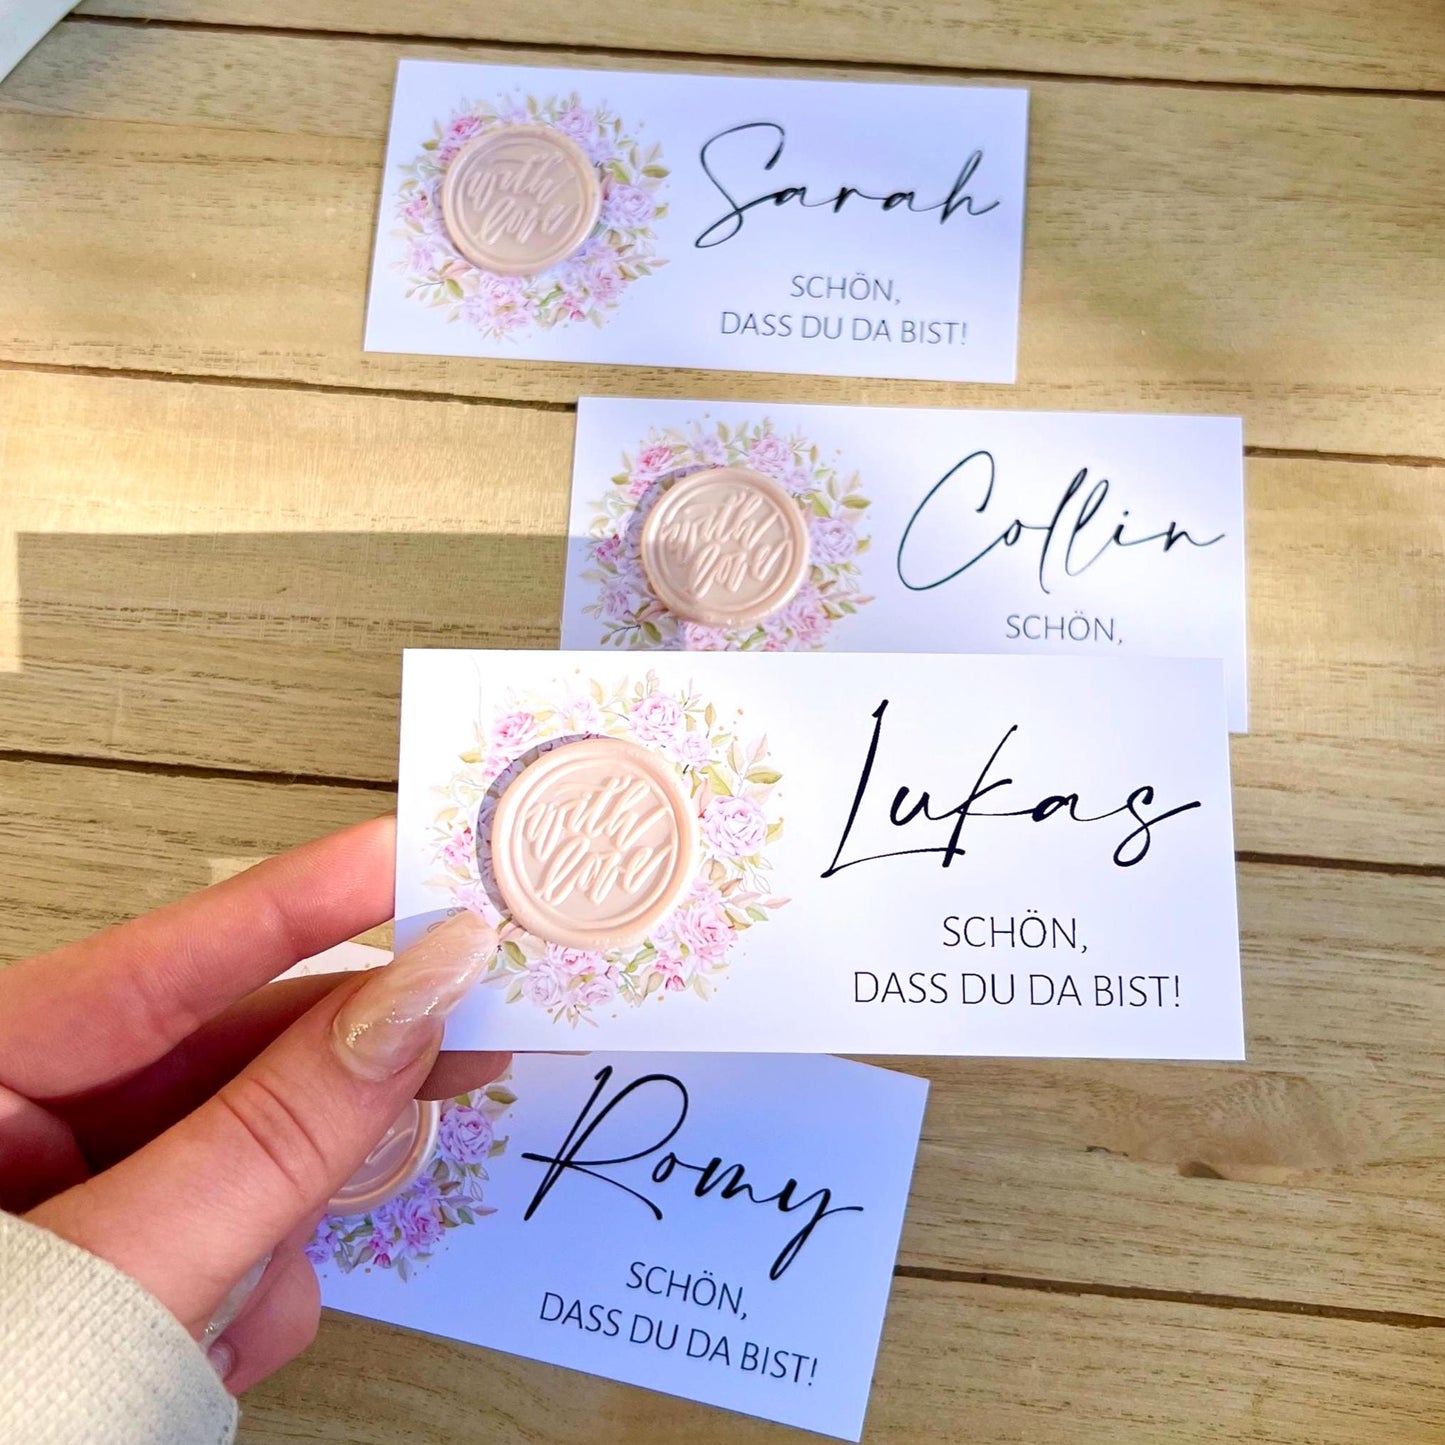 with
love
Sarah
SCHÖN,
DASS DU DA BIST!
with
love
Collin
SCHÖN,
with
love
Lukas
SCHÖN,
DASS DU DA BIST!
Romy
SCHÖN,
DASS DU DA BIST!